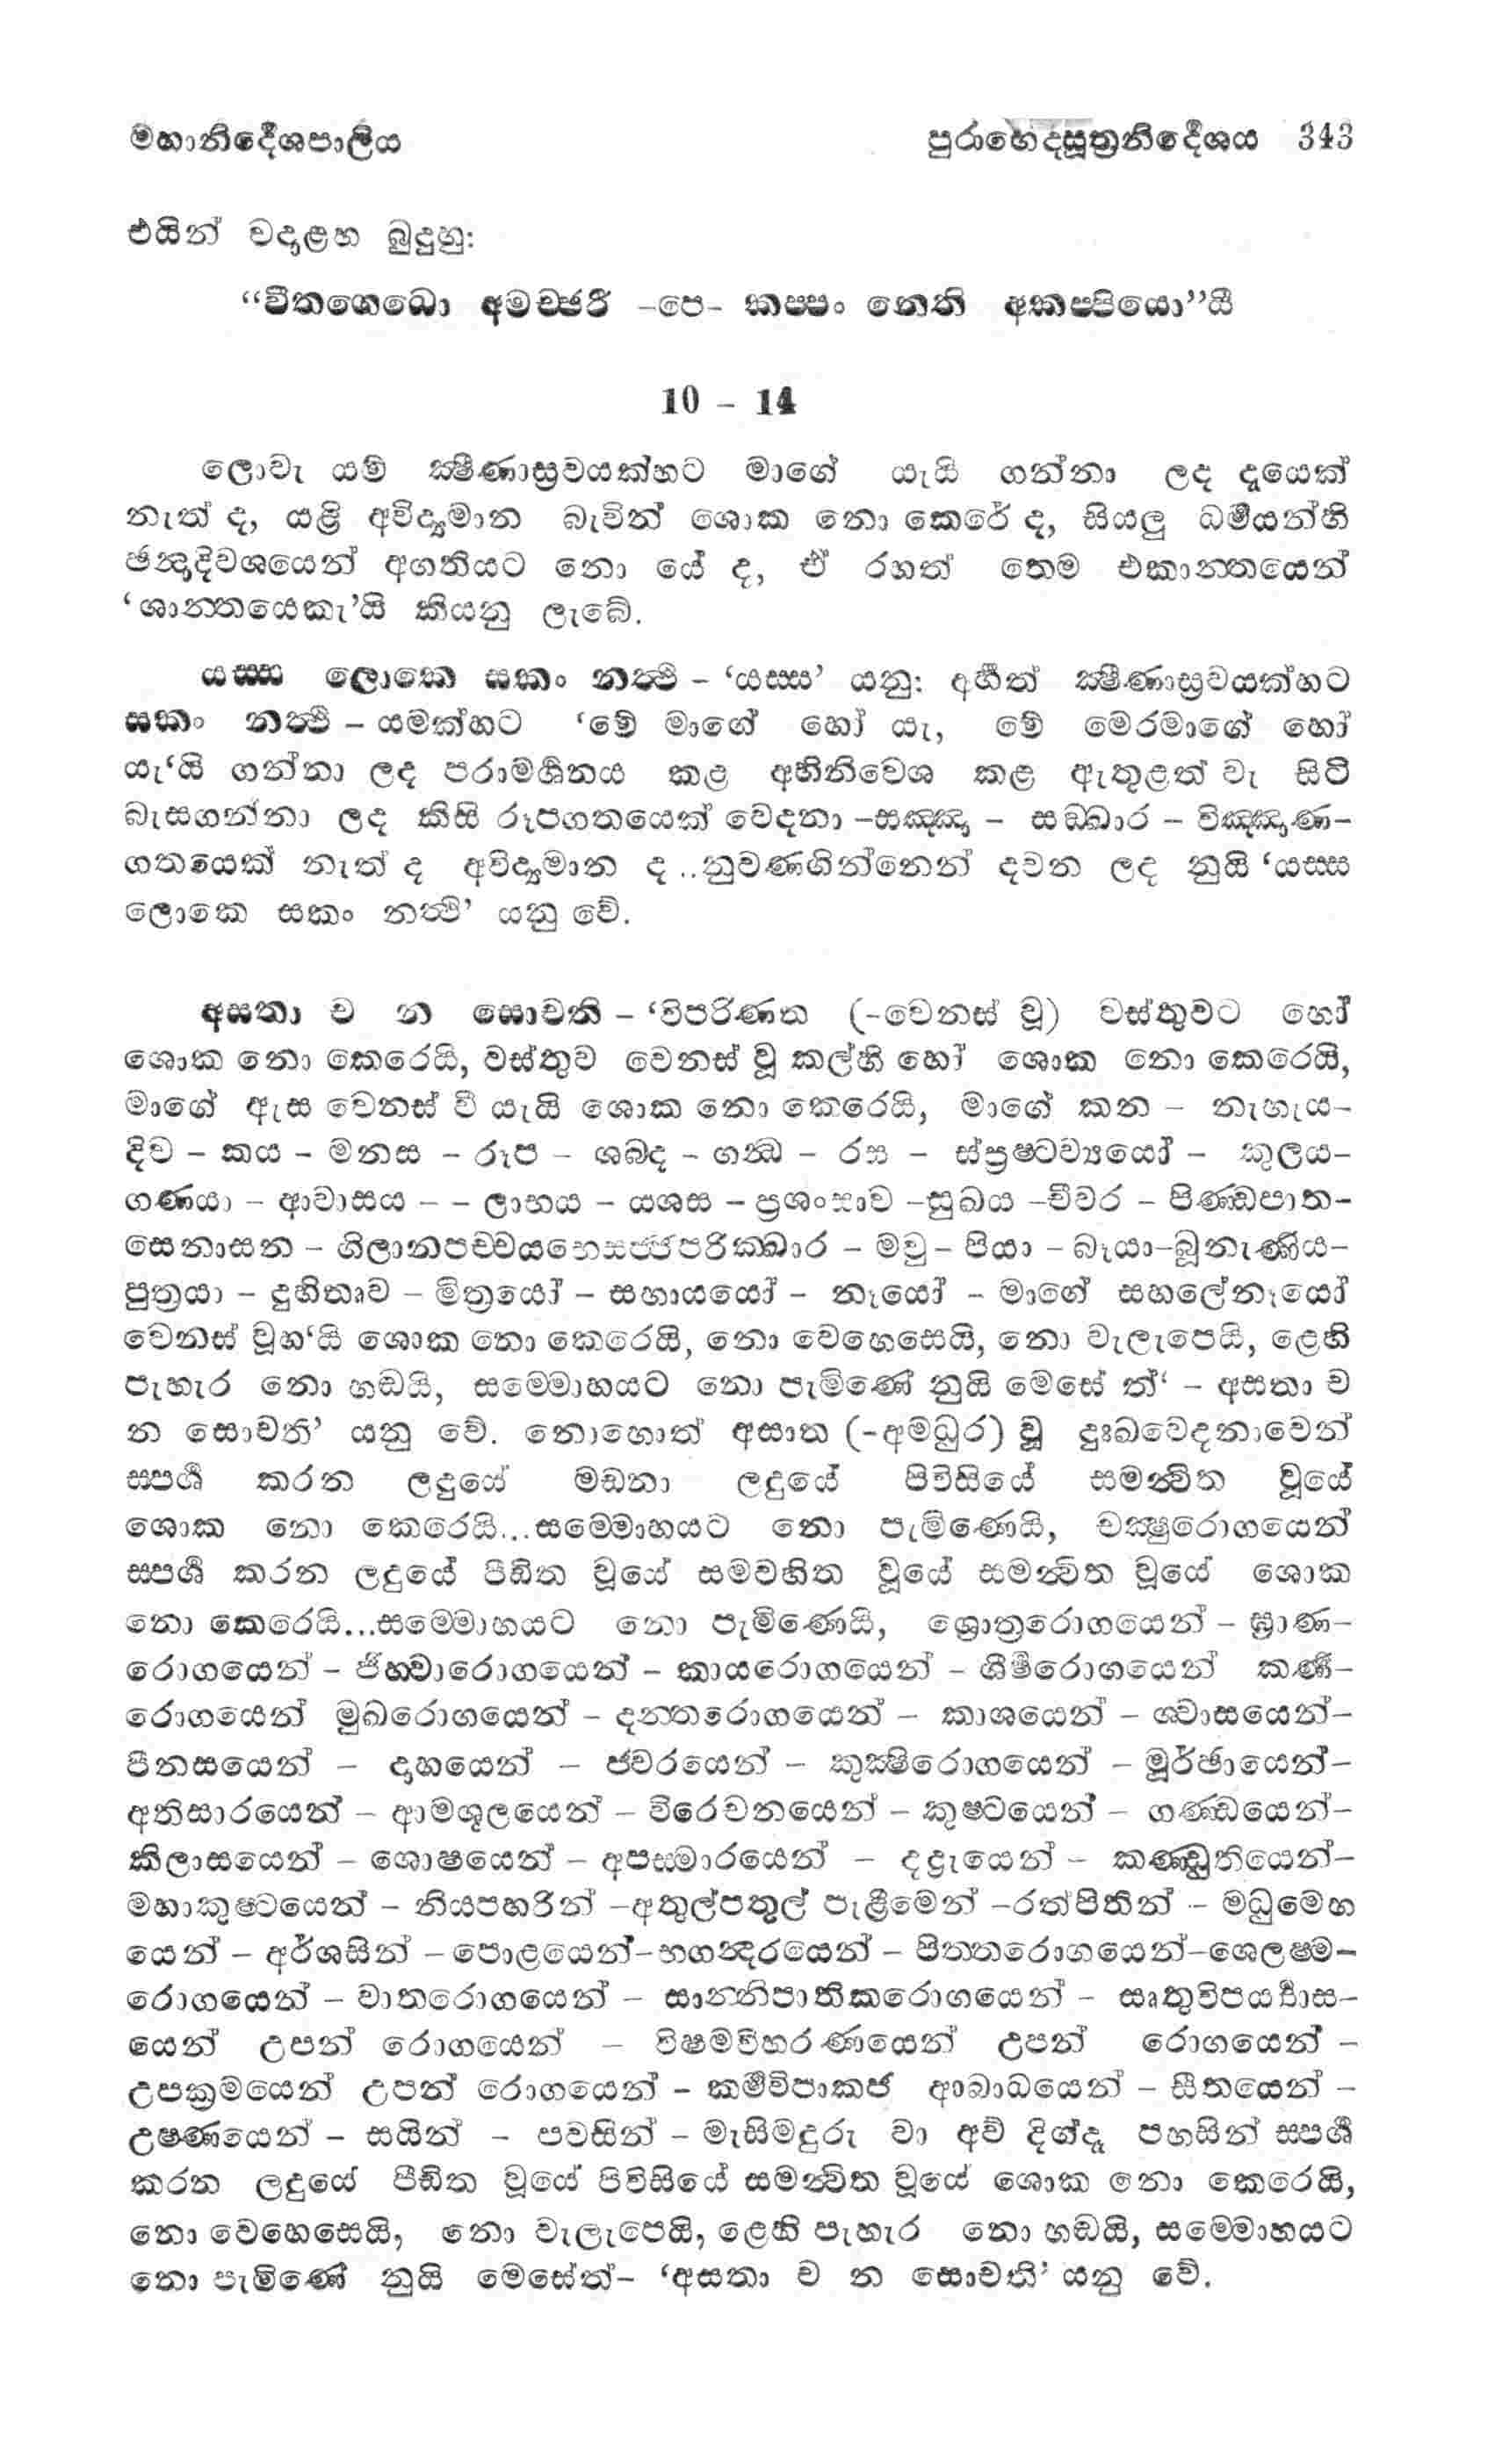 මහානිර්‍දේශපාලිය පුරාභෙදසූත්‍රනිර්‍දේශය 343
එයින් වදාළහ බුදුහු:
“වීතගෙධො අමච්ඡරී –පෙ– කප්පං නෙති අකප්පියො”යී
10 – 14
ලොවැ යම් ක්‍ෂීණාස්‍රවයක්හට මාගේ යැයි ගන්නා ලද දෑයෙක්
නැත් ද, යළි අවිද්‍යමාන බැවින් ශොක නො කෙරේ ද, සියලු ධර්‍මයන්හි
ඡන්‍දාදිවශයෙන් අගතියට නො යේ ද, ඒ රහත් තෙම එකාන්තයෙන්
‘ශාන්තයෙකැ’යි කියනු ලැබේ.
යස්ස ලොකෙ සකං නත්‍ථි – ‘යස්ස’ යනු: අර්‍හත් ක්‍ෂීණාස්‍රවයක්හට
සකං නත්‍ථි – යමක්හට ‘මේ මාගේ හෝ යැ, මේ මෙරමාගේ හෝ
යැ‘යි ගන්නා ලද පරාමර්‍ශනය කළ අභිනිවෙශ කළ ඇතුළත් වැ සිටි
බැසගන්නා ලද කිසි රූපගතයෙක් වෙදනා –සඤ්ඤා – සඞ්ඛාර – විඤ්ඤාණ–
ගතයෙක් නැත් ද අවිද්‍යමාන ද ..නුවණගින්නෙන් දවන ලද නුයි ‘යස්ස
ලොකෙ සකං නත්‍ථි’ යනු වේ.
අසතා ච න සොචති – ‘විපරිණත (-වෙනස් වූ) වස්තුවට හෝ
ශොක නො කෙරෙයි, වස්තුව වෙනස් වූ කල්හි හෝ ශොක නො කෙරෙයි,
මාගේ ඇස වෙනස් වී යැයි ශොක නො කෙරෙයි, මාගේ කන – නැහැය–
දිව – කය – මනස – රූප – ශබ්ද – ගන්‍ධ – රස – ස්ප්‍රෂ්ටව්‍යයෝ – කුලය–
ගණයා – ආවාසය – – ලාභය – යශස – ප්‍රශංසාව –සුඛය –චීවර – පිණ්ඩපාත–
සෙනාසන – ගිලානපච්චයභෙසජ්ජපරික්ඛාර – මවු– පියා – බෑයා–බූනැණිය–
පුත්‍රයා – දුහිතෘව – මිත්‍රයෝ – සහායයෝ – නෑයෝ – මාගේ සහලේනෑයෝ
වෙනස් වූහ‘යි ශොක නො කෙරෙයි, නො වෙහෙසෙයි, නො වැලැපෙයි, ළෙහි
පැහැර නො හඬයි, සම්මොහයට නො පැමිණේ නුයි මෙසේ ත්‘ – අසතා ච
න සොචති’ යනු වේ. නොහොත් අසාත (-අමධුර) වූ දුඃඛවෙදනාවෙන්
ස්පර්‍ශ කරන ලදුයේ මඩනා ලදුයේ පිවිසියේ සමන්‍විත වූයේ
ශොක නො කෙරෙයි...සම්මොහයට නො පැමිණෙයි, චක්‍ෂුරොගයෙන්
ස්පර්‍ශ කරන ලදුයේ පීඩිත වූයේ සමවහිත වූයේ සමන්‍විත වූයේ ශොක
නො කෙරෙයි...සම්මොහයට නො පැමිණෙයි, ශ්‍රොත්‍රරොගයෙන් – ඝ්‍රාණ–
රොගයෙන් – ජිහ්වාරොගයෙන් – කායරොගයෙන් – ශීර්‍ෂරොගයෙන් කර්‍ණ–
රොගයෙන් මුඛරොගයෙන් – දන්තරොගයෙන් – කාශයෙන් – ශ්වාසයෙන්–
පීනසයෙන් – දාහයෙන් – ජ්වරයෙන් – කුක්‍ෂිරොගයෙන් – මූර්ඡායෙන්–
අතිසාරයෙන් – ආමශූලයෙන් – විරෙචනයෙන් – කුෂ්ටයෙන් – ගණ්ඩයෙන්–
කිලාසයෙන් – ශොෂයෙන් – අපස්මාරයෙන් – දද්‍රැයෙන් – කණ්ඩුතියෙන්–
මහාකුෂ්ටයෙන් – නියපහරින් –අතුල්පතුල් පැළීමෙන් –රත්පිතින් – මධුමෙහ
යෙන් – අර්ශසින් – පොළයෙන්–භගන්‍දරයෙන් – පිත්තරොගයෙන්–ශෙලෂ්ම–
රොගයෙන් – වාතරොගයෙන් – සාන්නිපාතිකරොගයෙන් – සෘතුවිපර්‍ය්‍යාස–
යෙන් උපන් රොගයෙන් – විෂමවිහරණයෙන් උපන් රොගයෙන් –
උපක්‍රමයෙන් උපන් රොගයෙන් – කර්‍මවිපාකජ ආබාධයෙන් – සීතයෙන් –
උෂ්ණයෙන් – සයින් – පවසින් – මැසිමදුරු වා අව් දිග්දෑ පහසින් ස්පර්‍ශ
කරන ලදුයේ පීඩිත වූයේ පිවිසියේ සමන්‍විත වූයේ ශොක නො කෙරෙයි,
නො වෙහෙසෙයි, නො වැලැපෙයි, ළෙහි පැහැර නො හඬයි, සම්මොහයට
නො පැමිණේ නුයි මෙසේත්– ‘අසතා ච න සොචති’ යනු වේ.